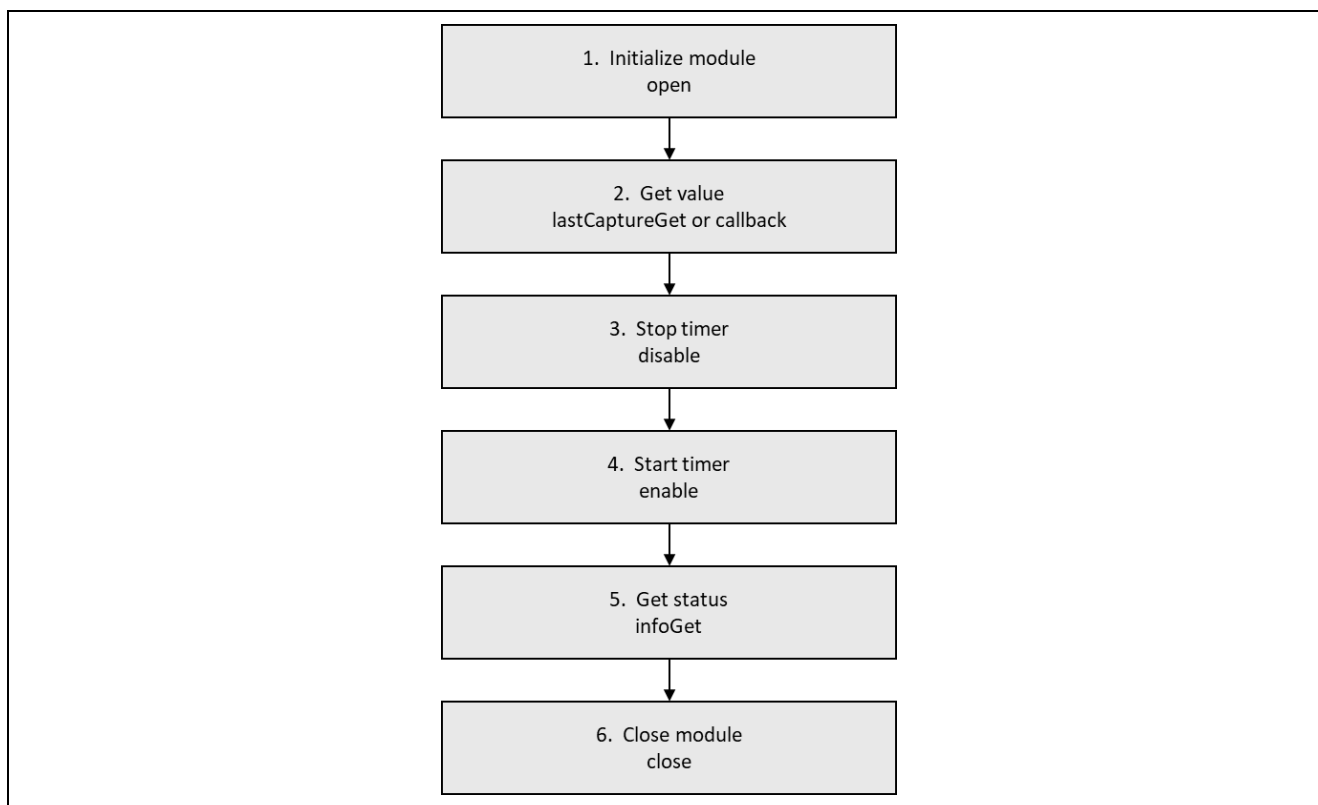 1. Initialize module
open
2. Get value
lastCaptureGet or callback
3. Stop timer
disable
4. Start timer
enable
5. Get status
infoGet
6. Close module
close